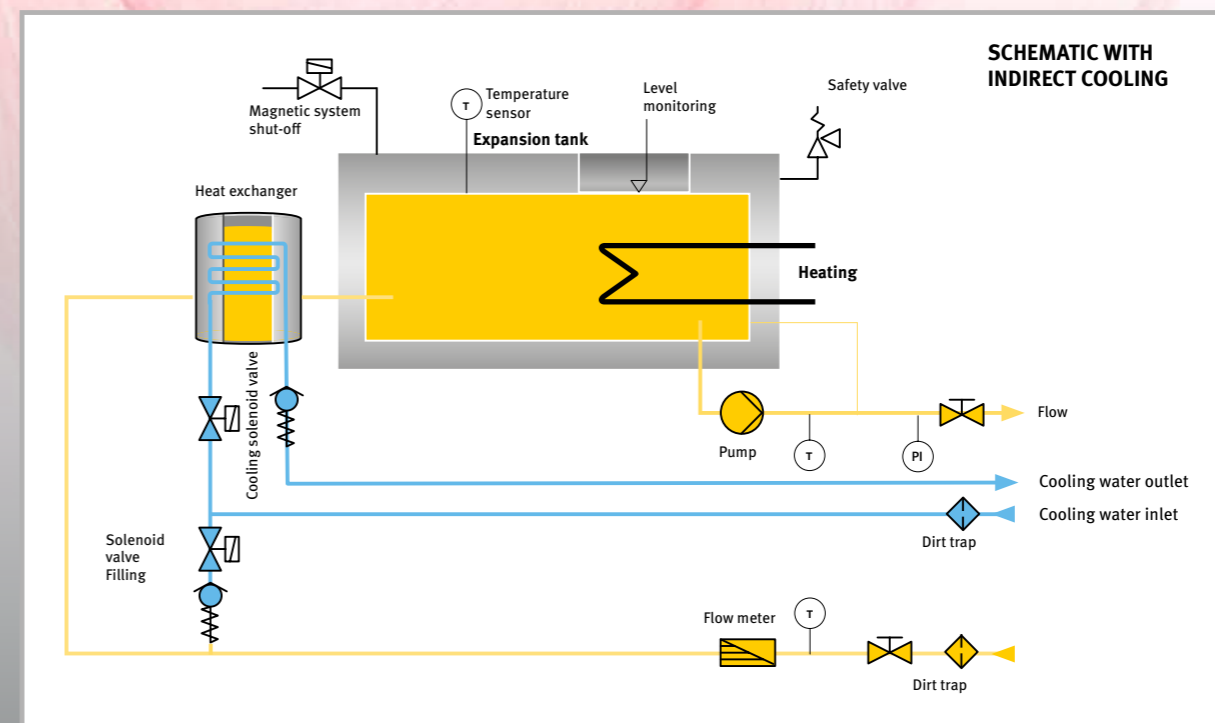 SCHEMATIC WITH
INDIRECT COOLING
Magnetic system
shut-off
T
Temperature
sensor
Level
monitoring
Safety valve
Expansion tank
Heat exchanger
Heating
Cooling solenoid valve
Pump
T
PI
Flow
Cooling water outlet
Cooling water inlet
Dirt trap
Solenoid
valve
Filling
Flow meter
T
Dirt trap